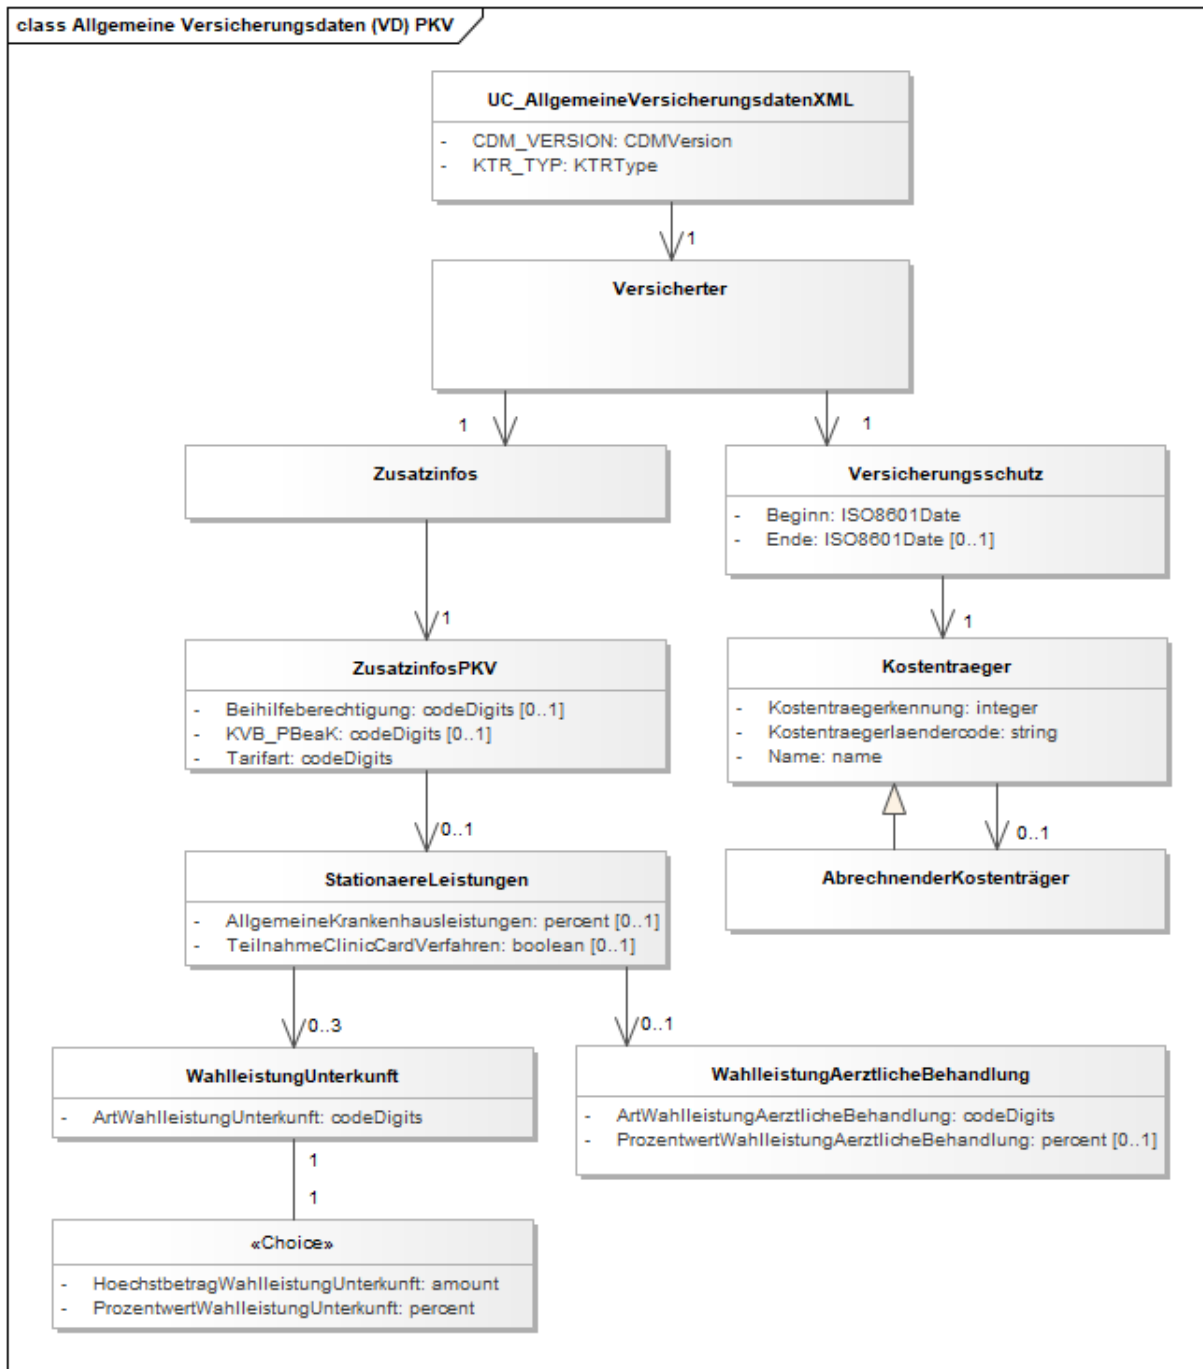 class Allgemeine Versicherungsdaten (VD) PKV
UC_AllgemeineVersicherungsdatenXML
- CDM_VERSION: CDMVersion
- KTR_TYP: KTRType
1
Versicherter
1
1
Zusatzinfos
Versicherungsschutz
- Beginn: ISO8601Date
- Ende: ISO8601Date [0..1]
1
1
ZusatzinfosPKV
- Beihilfeberechtigung: codeDigits [0..1]
- KVB_PBeaK: codeDigits [0..1]
- Tarifart: codeDigits
Kostentraeger
- Kostentraegerkennung: integer
- Kostentraegerlaendercode: string
- Name: name
0..1
0..1
StationaereLeistungen
- AllgemeineKrankenhausleistungen: percent [0..1]
- TeilnahmeClinicCardVerfahren: boolean [0..1]
AbrechnenderKostenträger
0..3
0..1
WahlleistungUnterkunft
- ArtWahlleistungUnterkunft: codeDigits
WahlleistungAerztlicheBehandlung
- ArtWahlleistungAerztlicheBehandlung: codeDigits
- ProzentwertWahlleistungAerztlicheBehandlung: percent [0..1]
1
1
«Choice»
- HoechstbetragWahlleistungUnterkunft: amount
- ProzentwertWahlleistungUnterkunft: percent